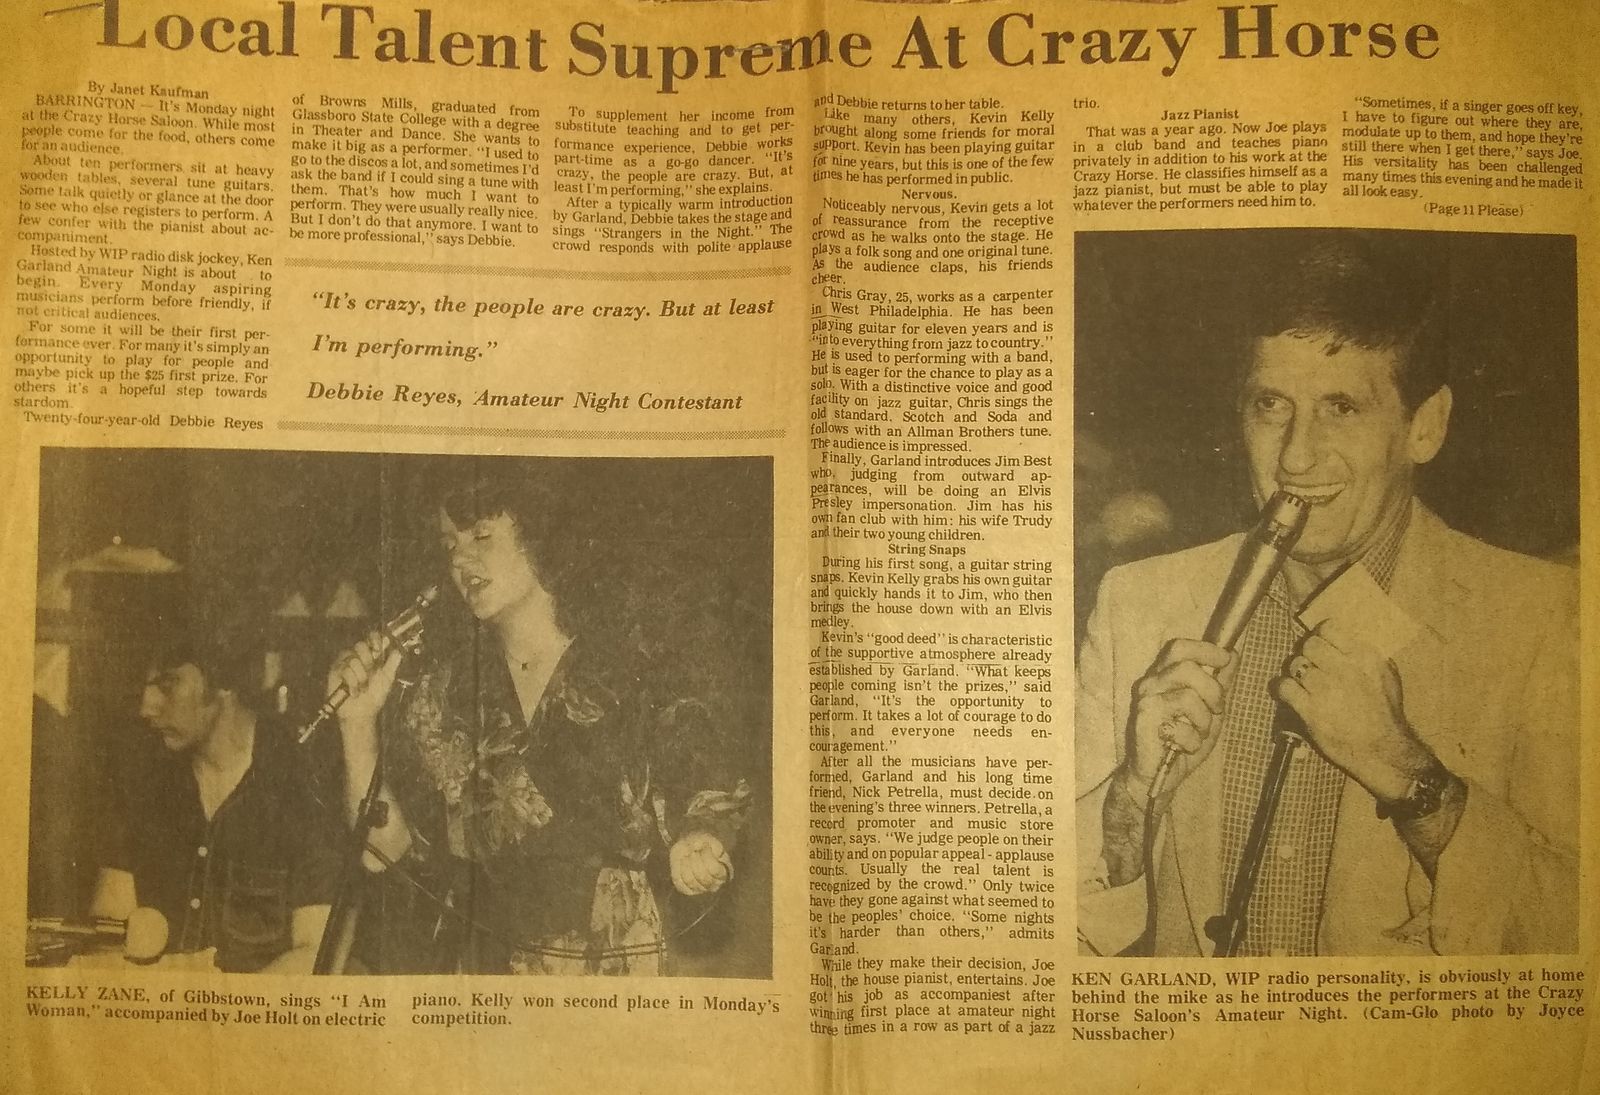 Local Talent Supreme At Crazy Horse
By Janet Kaufman
BARRINGTON — It's Monday night
at the Crazy Horse Saloon. While most
people come for the food, others come
for an audience.
About ten performers sit at heavy
wooden tables, several tune guitars.
Some talk quietly or glance at the door
to see who else registers to perform. A
few confer with the pianist about ac-
companiment.
Hosted by WIP radio disk jockey, Ken
Garland Amateur Night is about to
begin. Every Monday aspiring
musicians perform before friendly, if
not critical audiences.
For some it will be their first per-
formance ever. For many it's simply an
opportunity to play for people and
maybe pick up the $25 first prize. For
others it's a hopeful step towards
stardom.
Twenty-four-year-old Debbie Reyes
of Browns Mills, graduated from
Glassboro State College with a degree
in Theater and Dance. She wants to
make it big as a performer. "I used to
go to the discos a lot, and sometimes I'd
ask the band if I could sing a tune with
them. That's how much I want to
perform. They were usually really nice.
But I don't do that anymore. I want to
be more professional," says Debbie.
To supplement her income from
substitute teaching and to get per-
formance experience, Debbie works
part-time as a go-go dancer. "It's
crazy, the people are crazy. But, at
least I'm performing," she explains.
After a typically warm introduction
by Garland, Debbie takes the stage and
sings "Strangers in the Night." The
crowd responds with polite applause
"It's crazy, the people are crazy. But at least
I'm performing."
Debbie Reyes, Amateur Night Contestant
and Debbie returns to her table.
Like many others, Kevin Kelly
brought along some friends for moral
support. Kevin has been playing guitar
for nine years, but this is one of the few
times he has performed in public.
Nervous.
Noticeably nervous, Kevin gets a lot
of reassurance from the receptive
crowd as he walks onto the stage. He
plays a folk song and one original tune.
As the audience claps, his friends
cheer.
Chris Gray, 25, works as a carpenter
in West Philadelphia. He has been
playing guitar for eleven years and is
"into everything from jazz to country."
He is used to performing with a band,
but is eager for the chance to play as a
solo. With a distinctive voice and good
facility on jazz guitar, Chris sings the
old standard, Scotch and Soda and
follows with an Allman Brothers tune.
The audience is impressed.
Finally, Garland introduces Jim Best
who, judging from outward ap-
pearances, will be doing an Elvis
Presley impersonation. Jim has his
own fan club with him: his wife Trudy
and their two young children.
String Snaps
During his first song, a guitar string
snaps. Kevin Kelly grabs his own guitar
and quickly hands it to Jim, who then
brings the house down with an Elvis
medley.
Kevin's "good deed" is characteristic
of the supportive atmosphere already
established by Garland. "What keeps
people coming isn't the prizes," said
Garland, "It's the opportunity to
perform. It takes a lot of courage to do
this, and everyone needs en-
couragement."
After all the musicians have per-
formed, Garland and his long time
friend, Nick Petrella, must decide on
the evening's three winners. Petrella, a
record promoter and music store
owner, says. "We judge people on their
ability and on popular appeal - applause
counts. Usually the real talent is
recognized by the crowd." Only twice
have they gone against what seemed to
be the peoples' choice. "Some nights
it's harder than others," admits
Garland.
While they make their decision, Joe
Holt, the house pianist, entertains. Joe
got his job as accompaniest after
winning first place at amateur night
three times in a row as part of a jazz
trio.
Jazz Pianist
That was a year ago. Now Joe plays
in a club band and teaches piano
privately in addition to his work at the
Crazy Horse. He classifies himself as a
jazz pianist, but must be able to play
whatever the performers need him to.
"Sometimes, if a singer goes off key,
I have to figure out where they are,
modulate up to them, and hope they're
still there when I get there," says Joe.
His versitality has been challenged
many times this evening and he made it
all look easy.
(Page 11 Please)
KELLY ZANE, of Gibbstown, sings "I Am
Woman," accompanied by Joe Holt on electric
piano. Kelly won second place in Monday's
competition.
KEN GARLAND, WIP radio personality, is obviously at home
behind the mike as he introduces the performers at the Crazy
Horse Saloon's Amateur Night. (Cam-Glo photo by Joyce
Nussbacher)